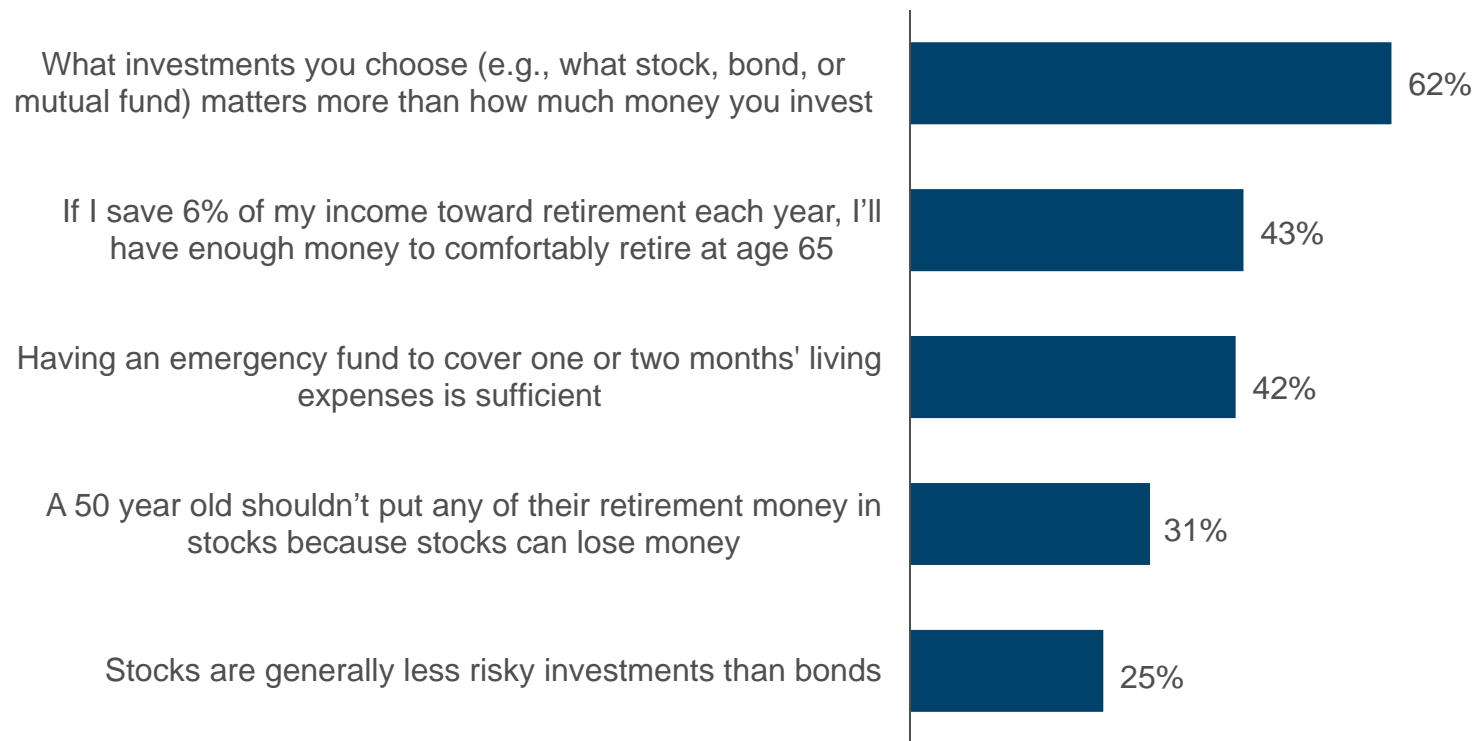 What investments you choose (e.g., what stock, bond, or
mutual fund) matters more than how much money you invest
62%
If I save 6% of my income toward retirement each year, I’ll
have enough money to comfortably retire at age 65
43%
Having an emergency fund to cover one or two months' living
expenses is sufficient
42%
A 50 year old shouldn’t put any of their retirement money in
stocks because stocks can lose money
31%
Stocks are generally less risky investments than bonds
25%